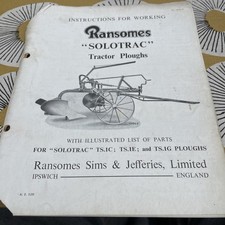 INSTRUCTIONS FOR WORKING
Ransomes
"SOLOTRAC"
Tractor Ploughs
WITH ILLUSTRATED LIST OF PARTS
FOR "SOLOTRAC" TS.1C; TS.1E; and TS.1G PLOUGHS
Ransomes Sims & Jefferies, Limited
IPSWICH ENGLAND